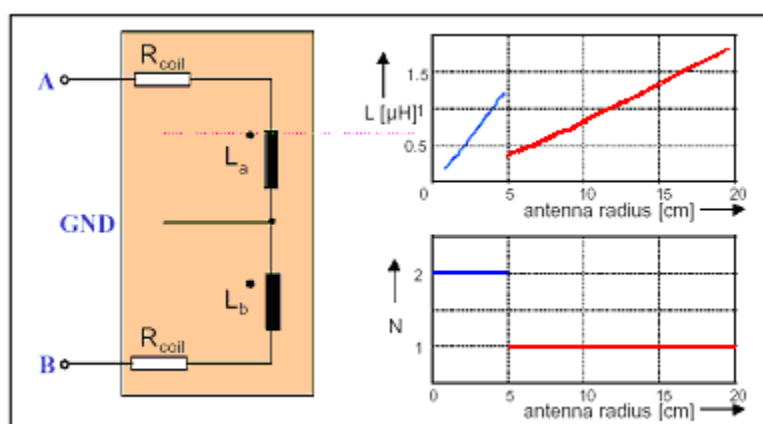 A
R coil
L a
GND
L b
B
R coil
L [µH]
1.5
1
0.5
0
5
10
15
20
antenna radius [cm]
N
2
1
0
5
10
15
20
antenna radius [cm]